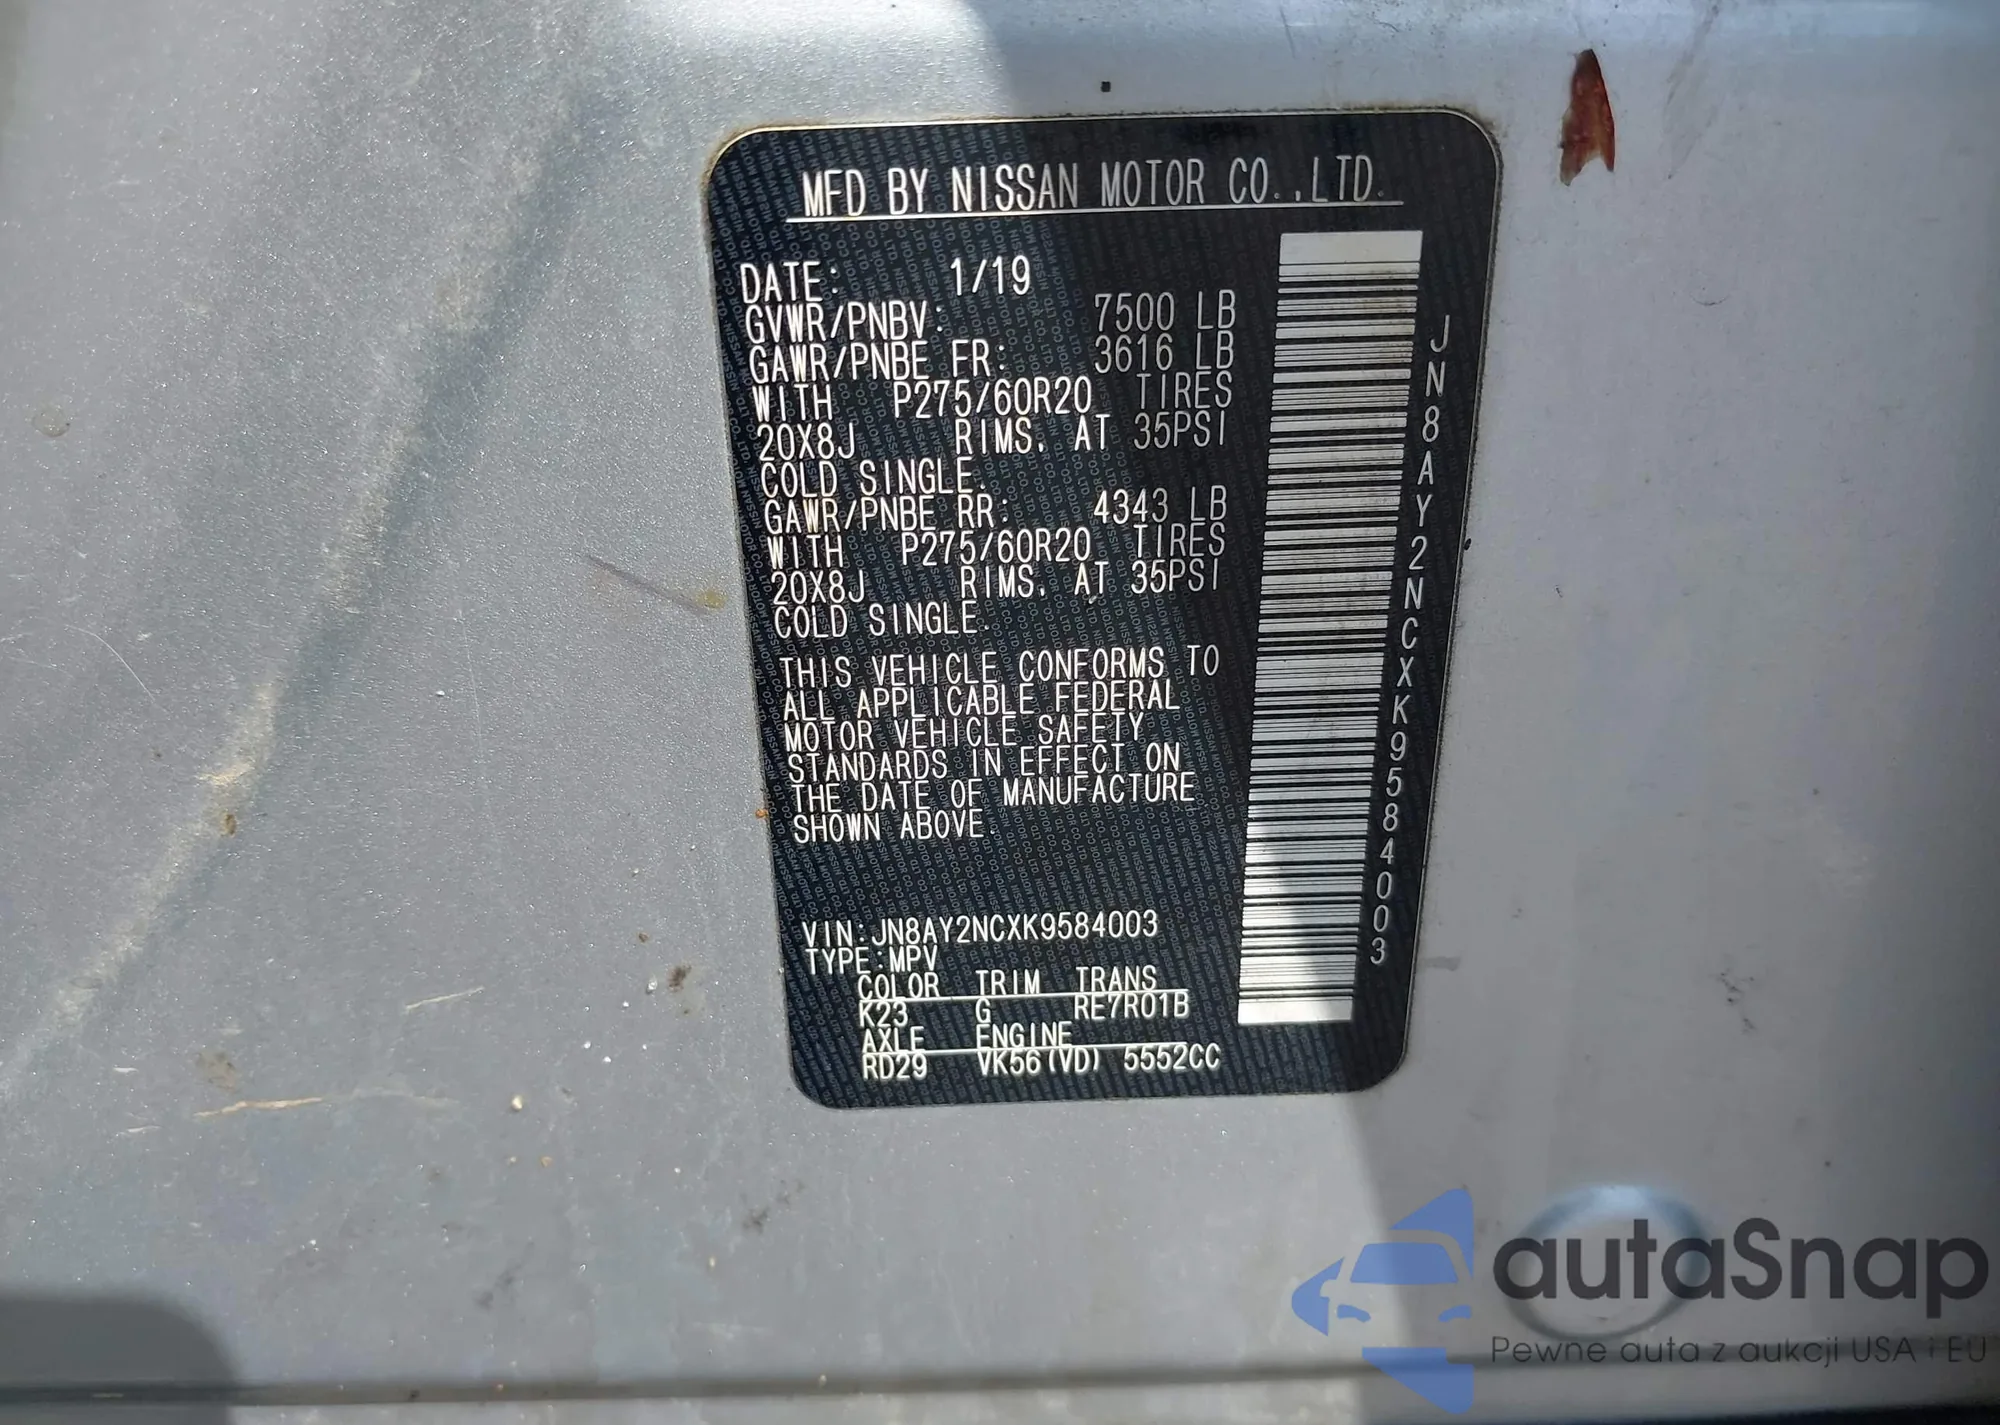 MFD BY NISSAN MOTOR CO.,LTD.
DATE: 1/19
GVWR/PNBV: 7500 LB
GAWR/PNBE FR: 3616 LB
WITH P275/60R20 TIRES
20X8J RIMS. AT 35PSI
COLD SINGLE.
GAWR/PNBE RR: 4343 LB
WITH P275/60R20 TIRES
20X8J RIMS. AT 35PSI
COLD SINGLE.
THIS VEHICLE CONFORMS TO
ALL APPLICABLE FEDERAL
MOTOR VEHICLE SAFETY
STANDARDS IN EFFECT ON
THE DATE OF MANUFACTURE
SHOWN ABOVE.
VIN:JN8AY2NCXK9584003
TYPE:MPV
COLOR TRIM TRANS
K23 G RE7R01B
AXLE ENGINE
RD29 VK56(VD) 5552CC
JN8AY2NCXK9584003
autaSnap
Pewne auta z aukcji USA i EU